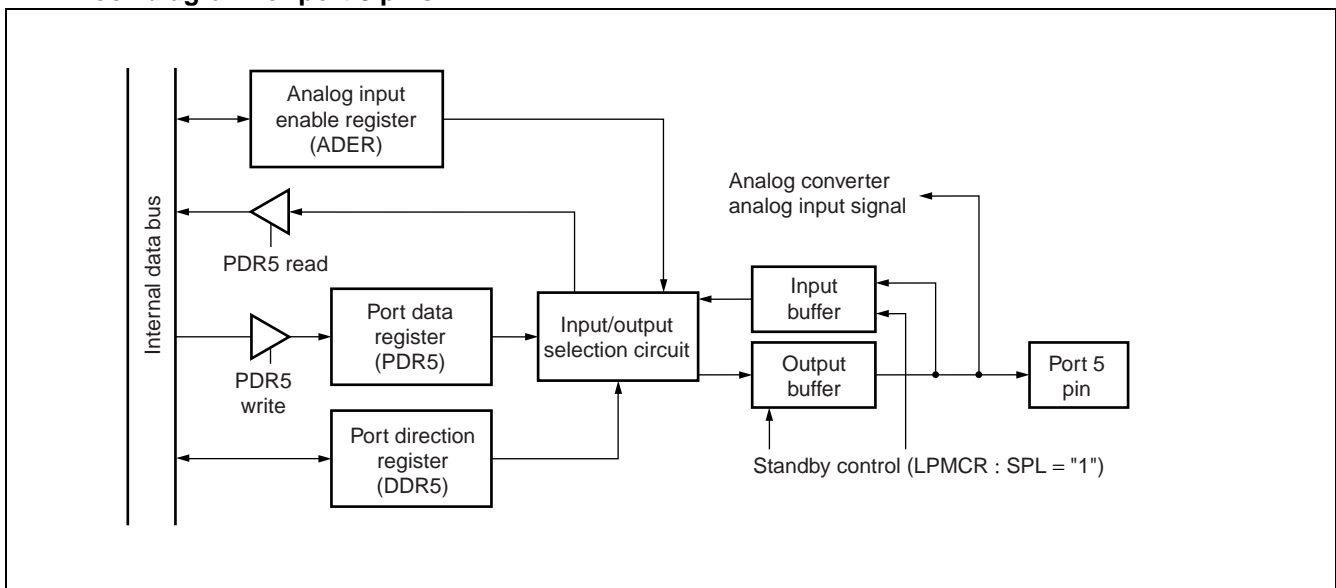 Internal data bus
Analog input
enable register
(ADER)
PDR5 read
PDR5
write
Port data
register
(PDR5)
Port direction
register
(DDR5)
Input/output
selection circuit
Analog converter
analog input signal
Input
buffer
Output
buffer
Port 5
pin
Standby control (LPMCR : SPL = "1")